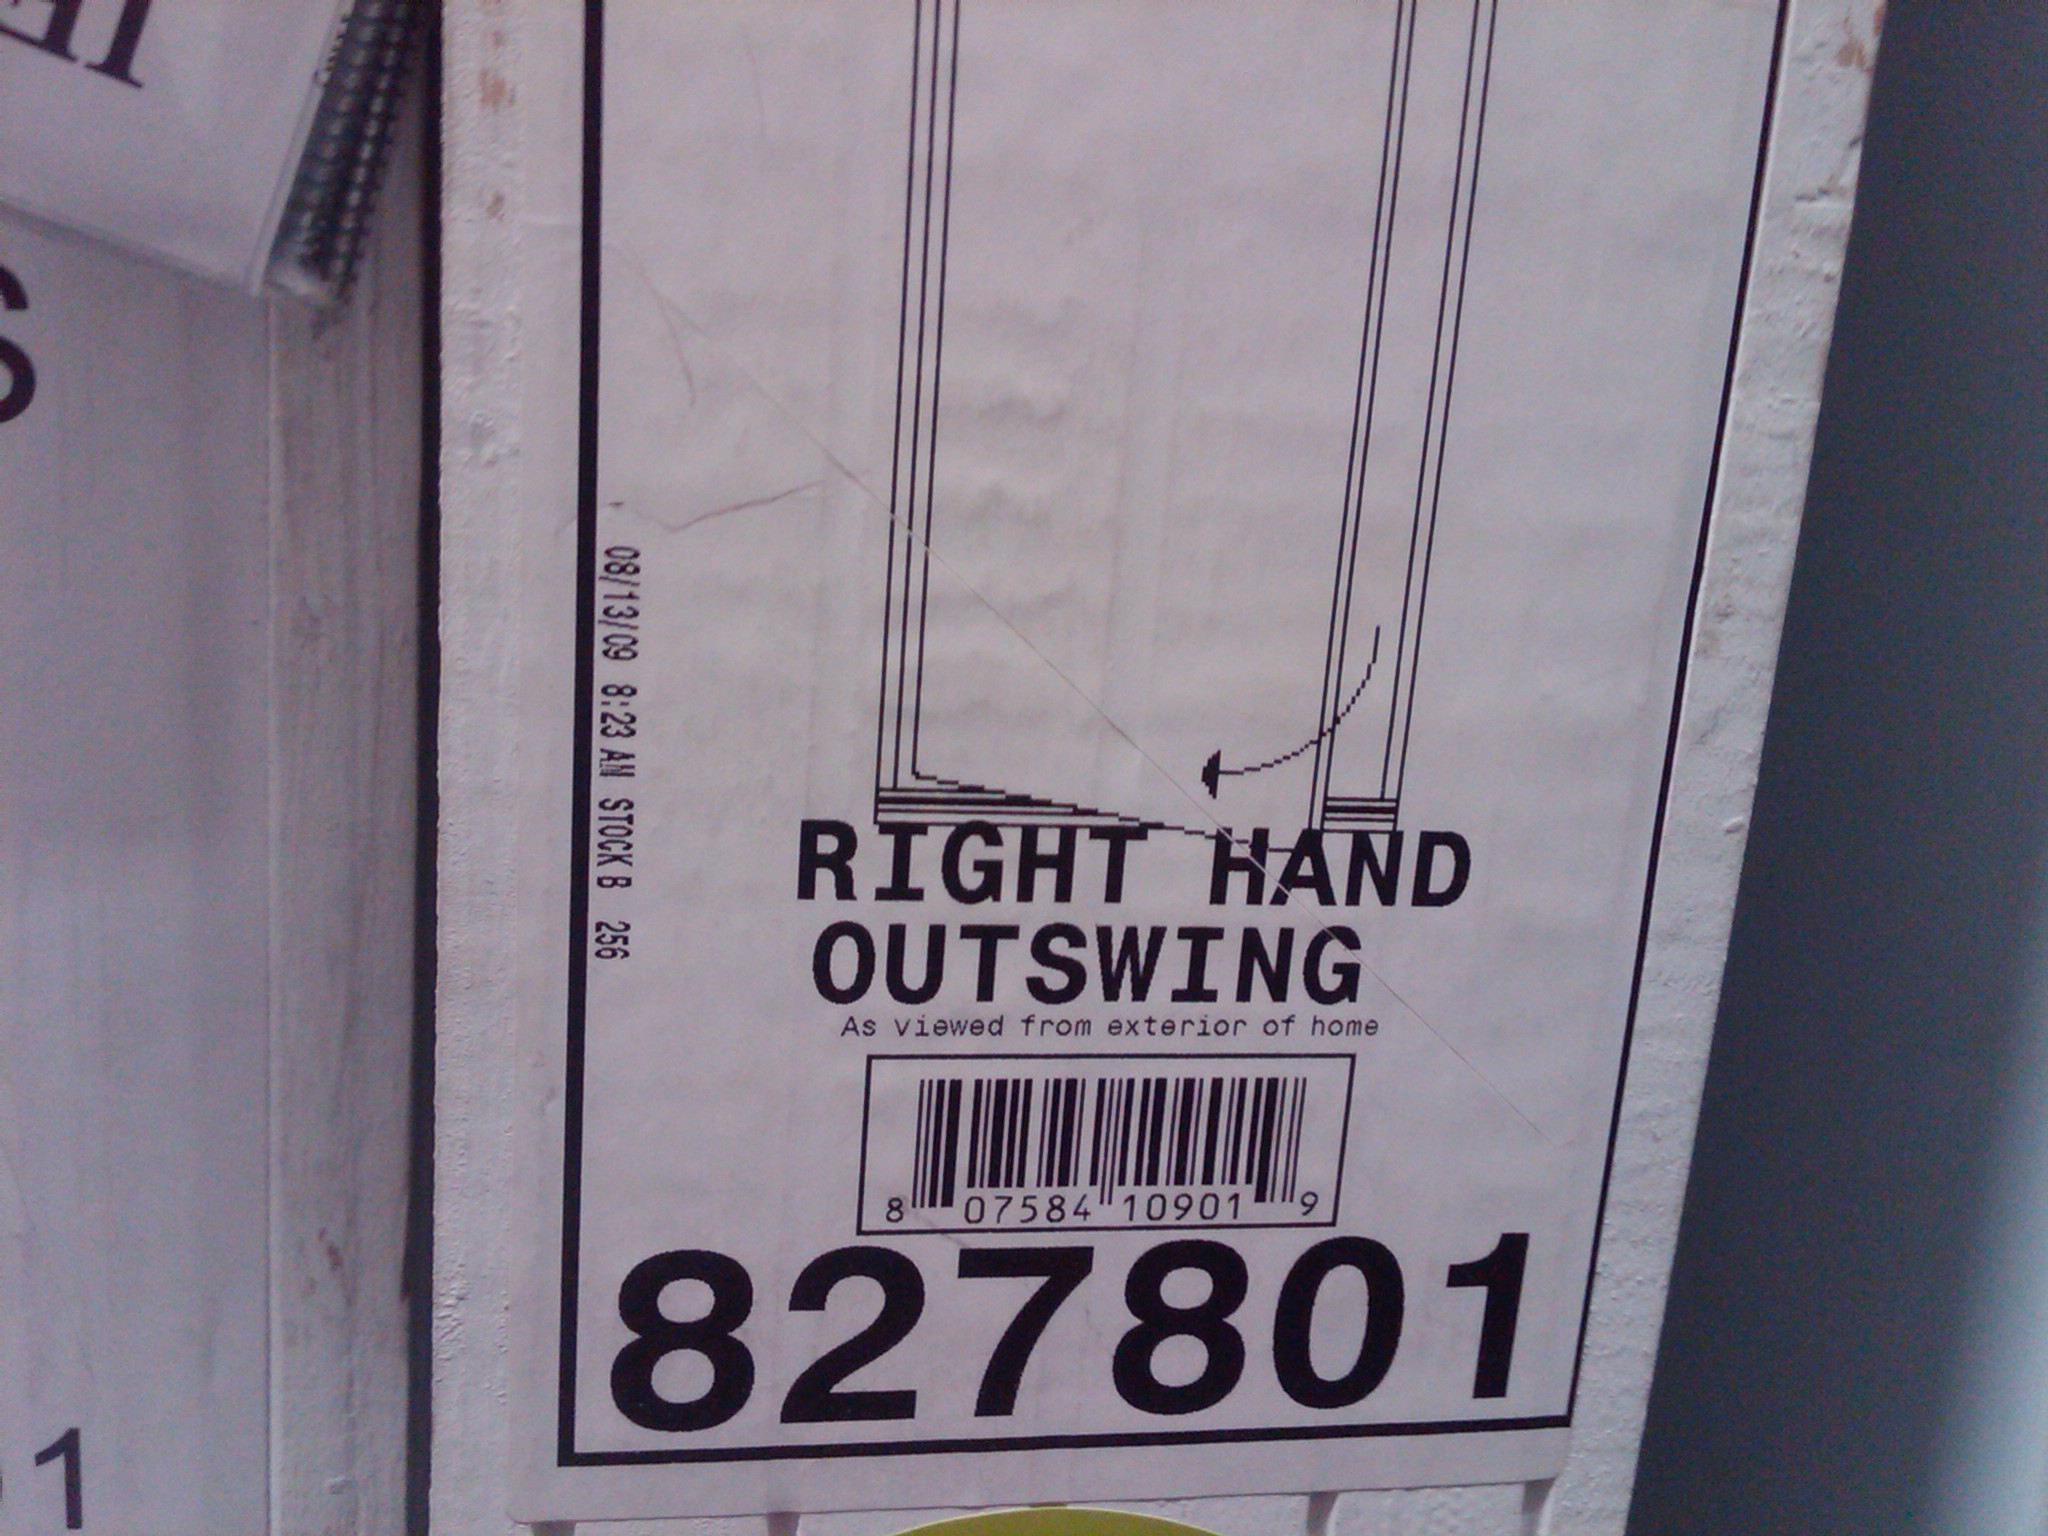 08/13/09 8:23 AM STOCK B 256
RIGHT HAND
OUTSWING
As viewed from exterior of home
8 07584 10901 9
827801
1